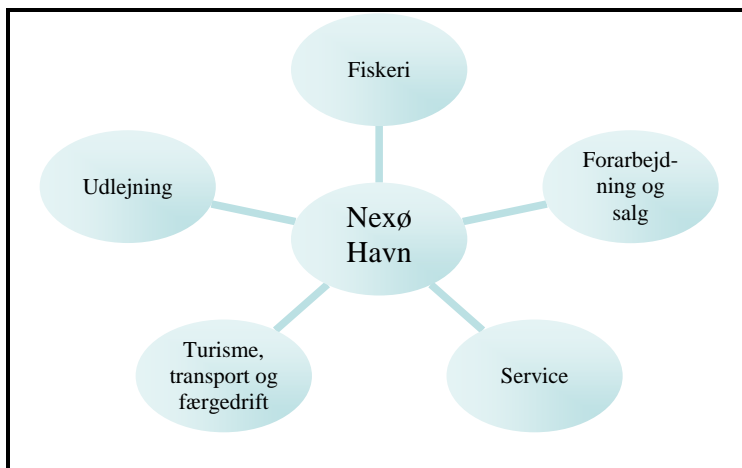 Fiskeri
Udlejning
Forarbejd-
ning og
salg
Nexø
Havn
Turisme,
transport og
færgedrift
Service